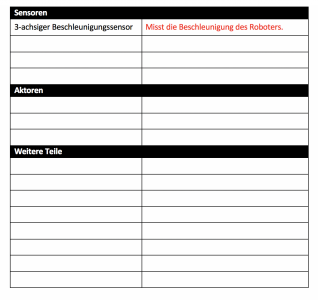 Sensoren
3-achsiger Beschleunigungssensor Misst die Beschleunigung des Roboters.
Aktoren
Weitere Teile